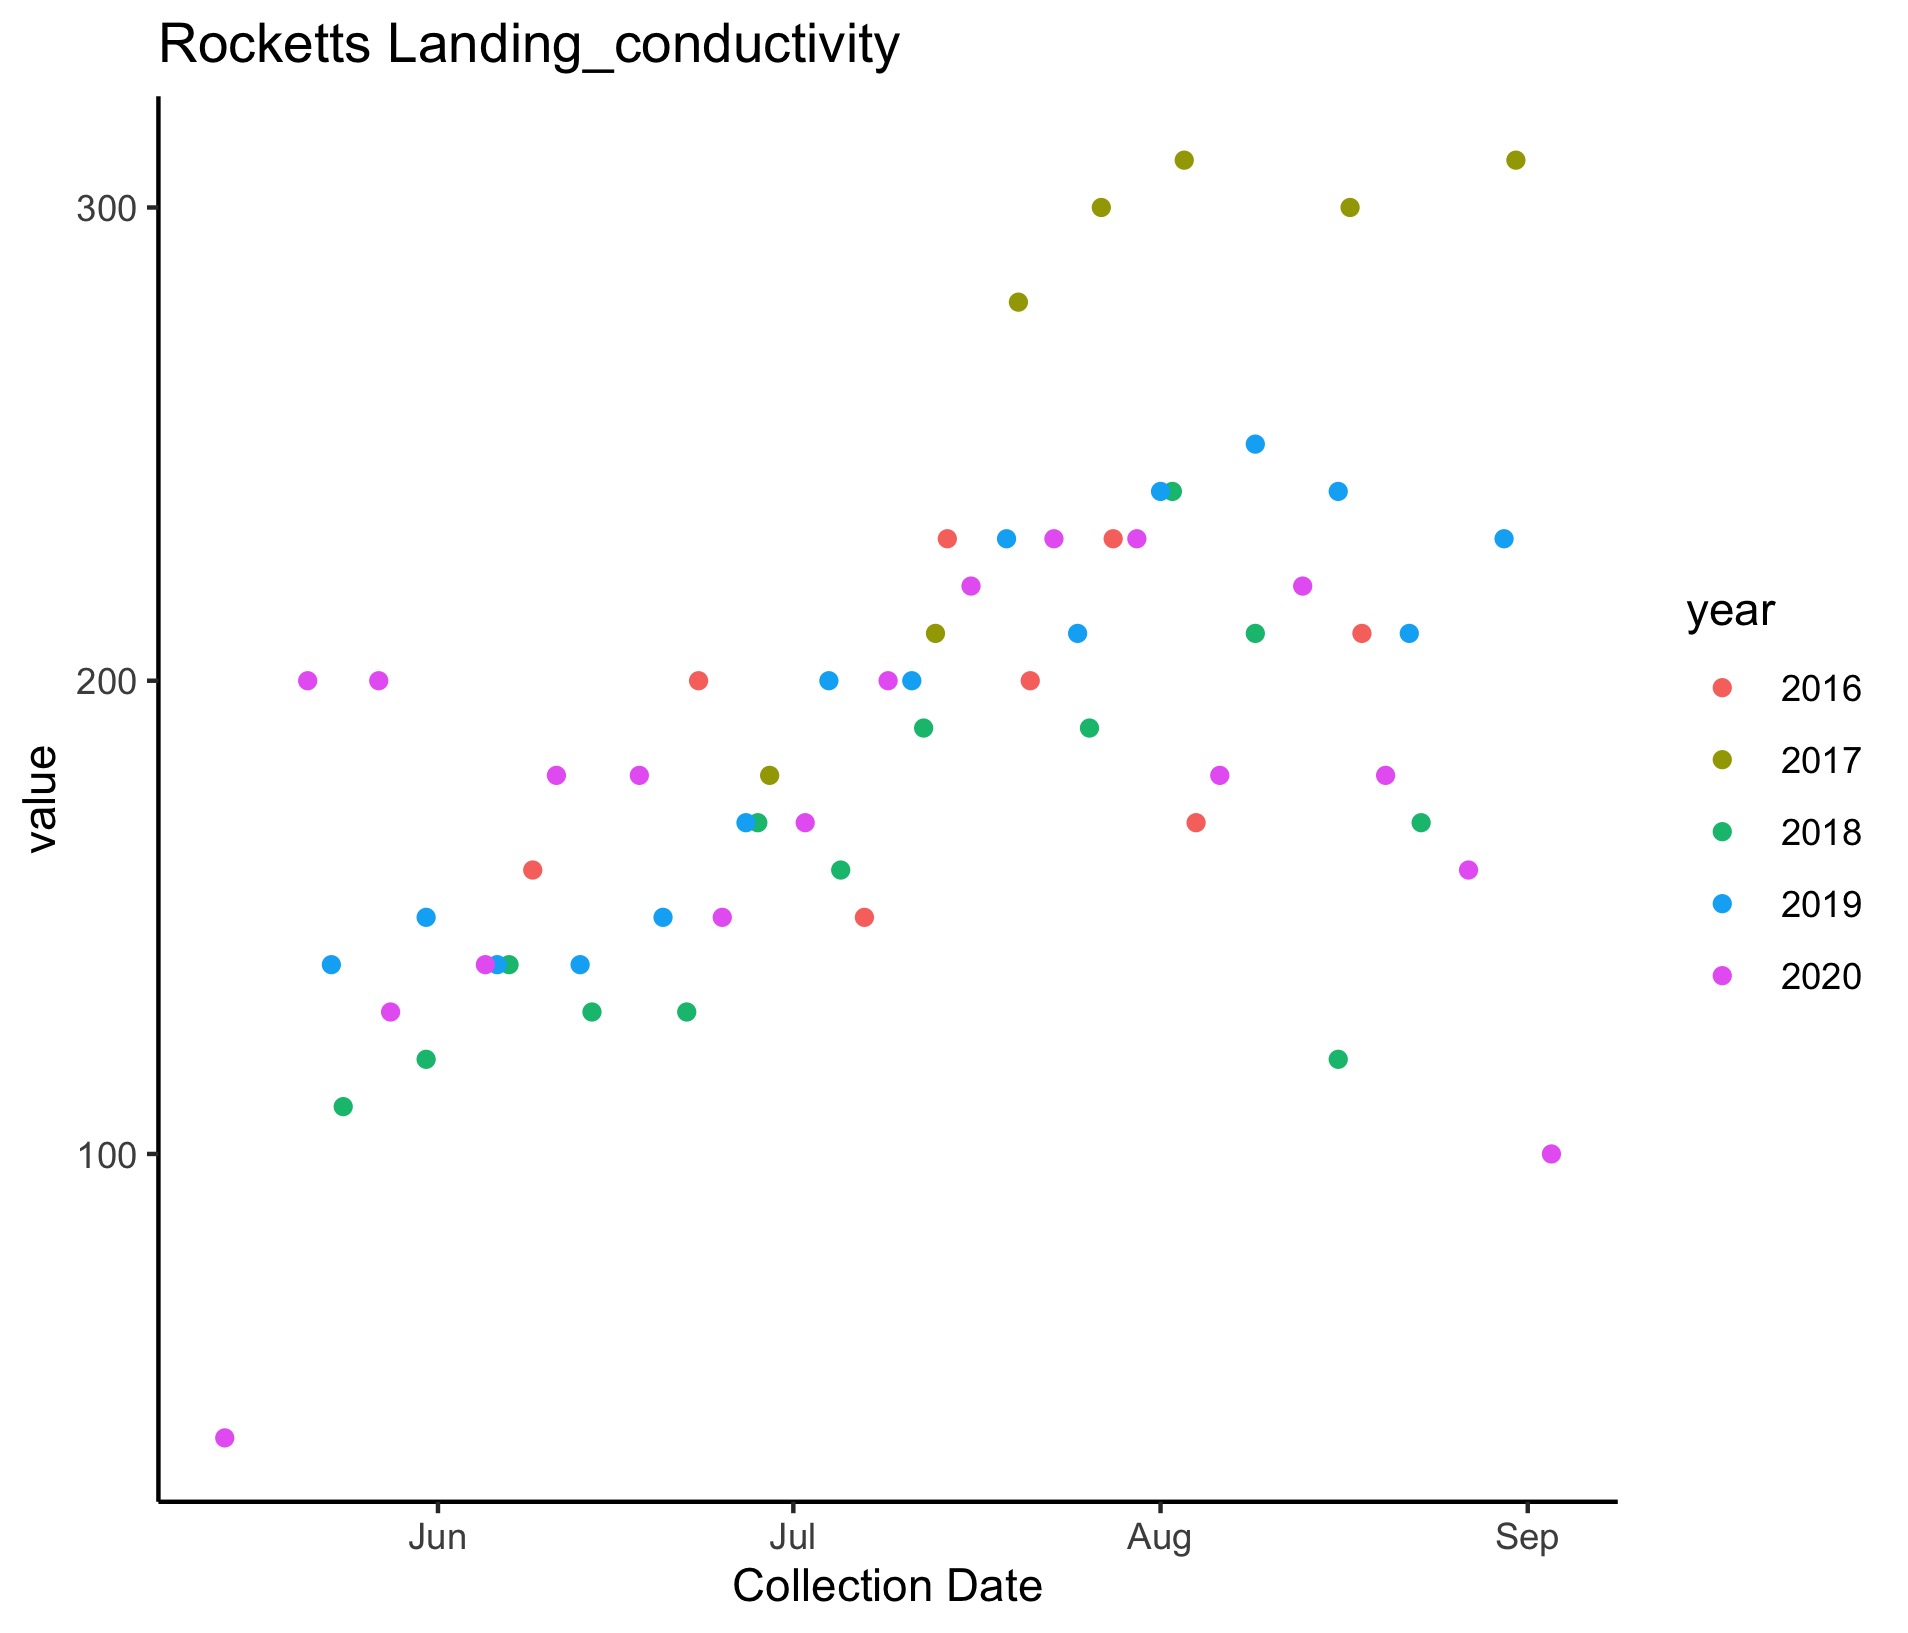 Rocketts Landing_conductivity
300
200
100
value
Jun
Jul
Aug
Sep
Collection Date
year
2016
2017
2018
2019
2020